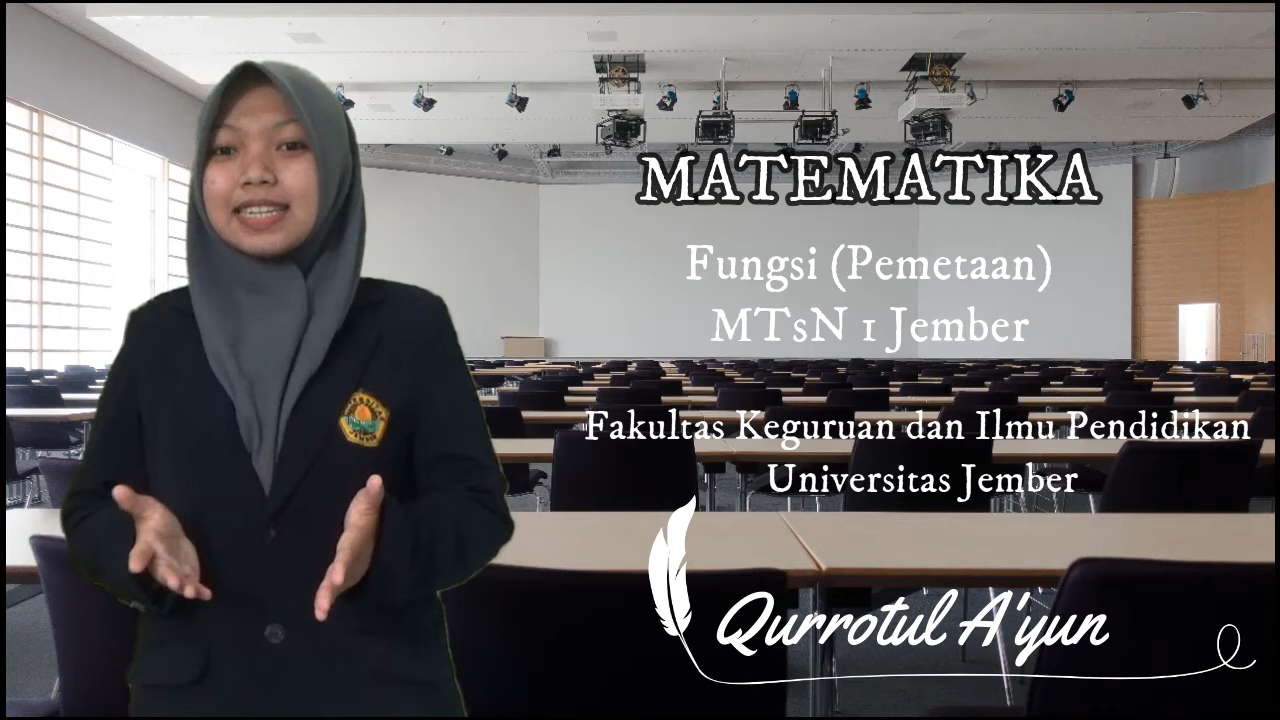 MATEMATIKA
Fungsi (Pemetaan)
MTsN 1 Jember
Fakultas Keguruan dan Ilmu Pendidikan
Universitas Jember
Qurrotul A'yun